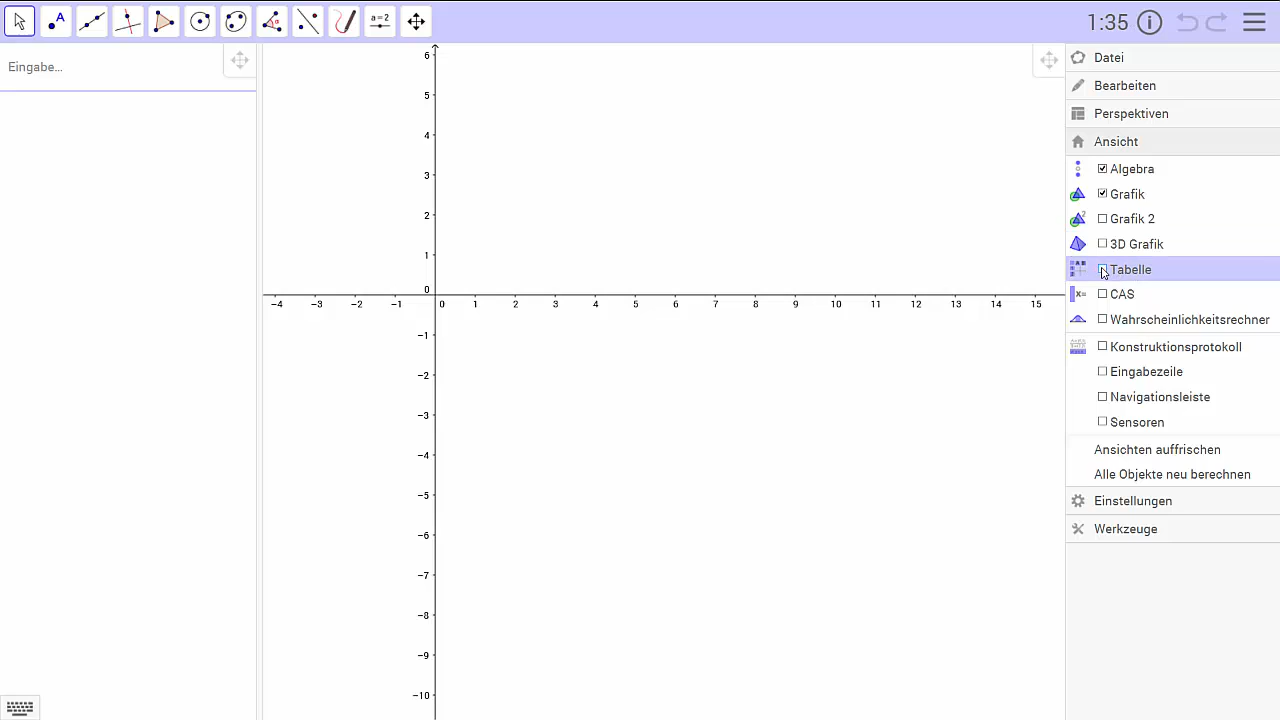 A
a=2
1:35
Eingabe...
Datei
Bearbeiten
Perspektiven
Ansicht
Algebra
Grafik
Grafik 2
3D Grafik
Tabelle
CAS
Wahrscheinlichkeitsrechner
Konstruktionsprotokoll
Eingabezeile
Navigationsleiste
Sensoren
Ansichten auffrischen
Alle Objekte neu berechnen
Einstellungen
Werkzeuge
6
5
4
3
2
1
0
−4 −3 −2 −1 0 1 2 3 4 5 6 7 8 9 10 11 12 13 14 15
−1
−2
−3
−4
−5
−6
−7
−8
−9
−10